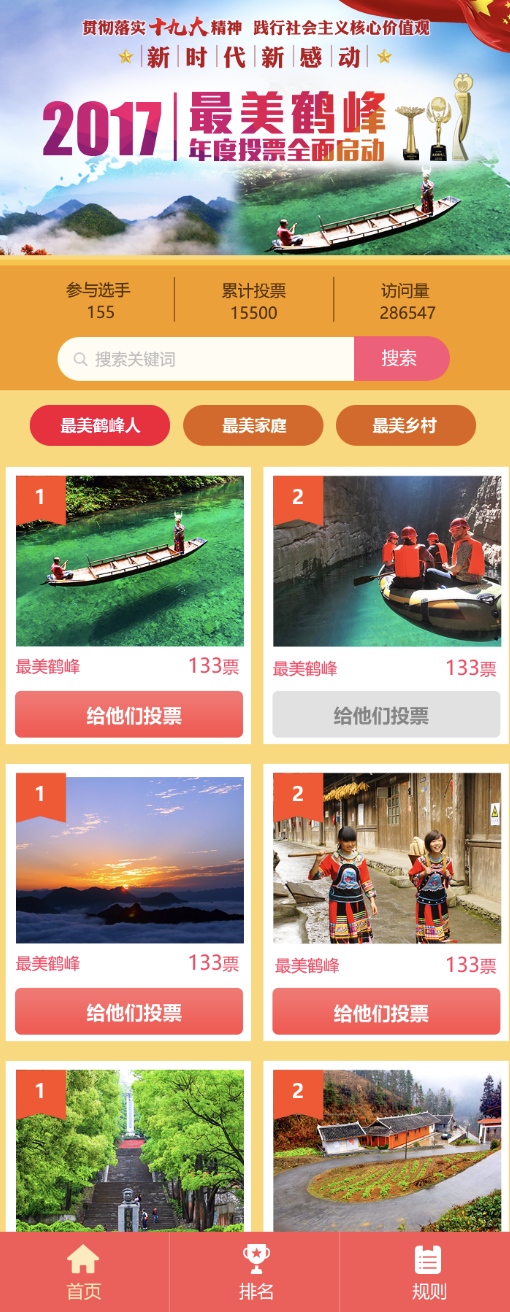 贯彻落实十九大精神 践行社会主义核心价值观
新时代新感动
2017
最美鹤峰
年度投票全面启动
参与选手 累计投票 访问量
155 15500 286547
搜索关键词 搜索
最美鹤峰人 最美家庭 最美乡村
1 2
最美鹤峰 133票 最美鹤峰 133票
给他们投票 给他们投票
1 2
最美鹤峰 133票 最美鹤峰 133票
给他们投票 给他们投票
1 2
首页 排名 规则